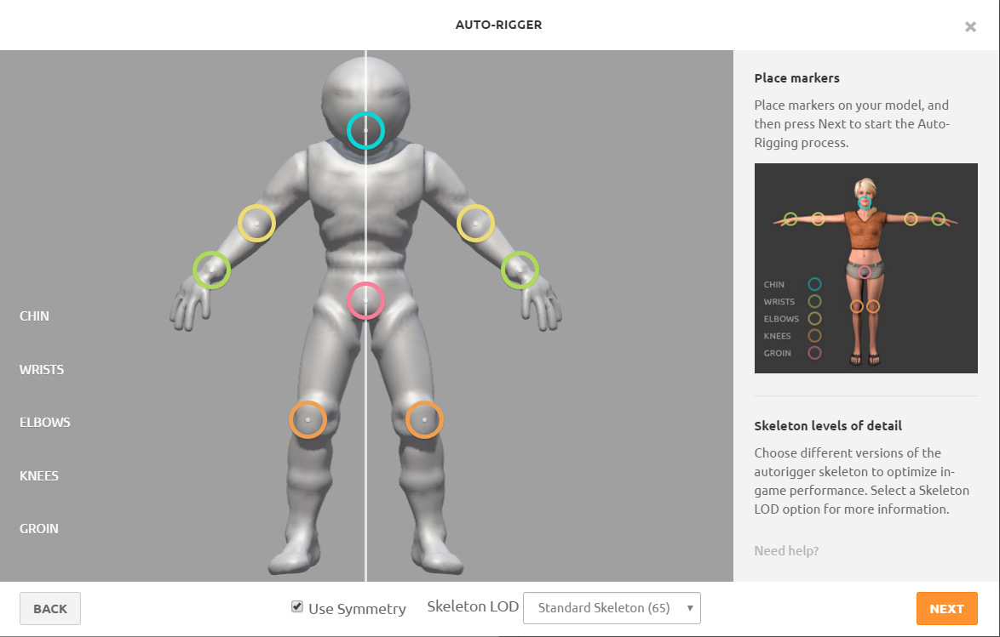 AUTO-RIGGER
Place markers
Place markers on your model, and
then press Next to start the Auto-
Rigging process.
CHIN
WRISTS
ELBOWS
KNEES
GROIN
CHIN
WRISTS
ELBOWS
KNEES
GROIN
Skeleton levels of detail
Choose different versions of the
autorigger skeleton to optimize in-
game performance. Select a Skeleton
LOD option for more information.
Need help?
BACK
Use Symmetry
Skeleton LOD
Standard Skeleton (65)
NEXT